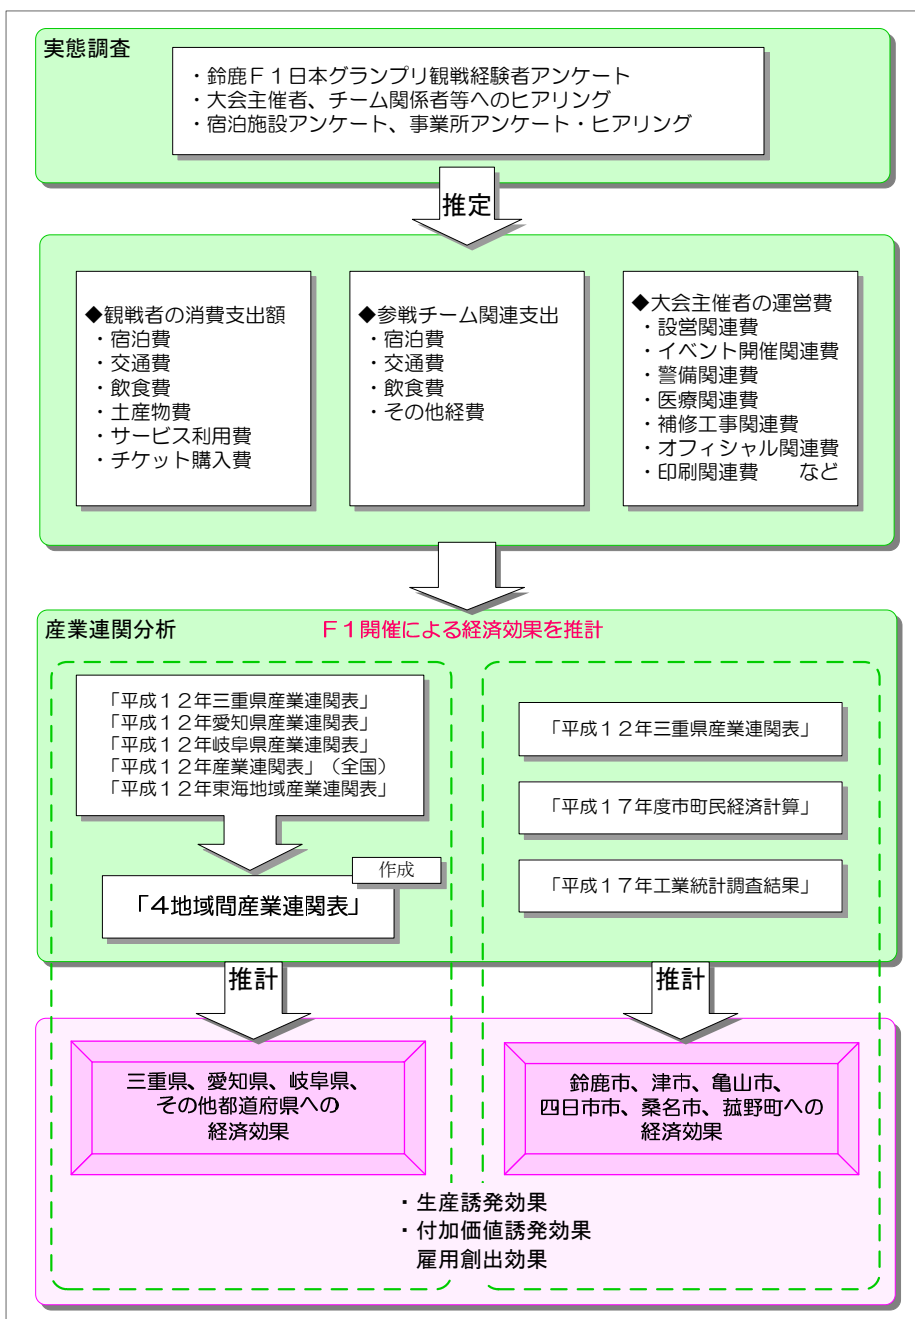 実態調査
・鈴鹿Ｆ１日本グランプリ観戦経験者アンケート
・大会主催者、チーム関係者等へのヒアリング
・宿泊施設アンケート、事業所アンケート・ヒアリング
推定
◆観戦者の消費支出額
・宿泊費
・交通費
・飲食費
・土産物費
・サービス利用費
・チケット購入費
◆参戦チーム関連支出
・宿泊費
・交通費
・飲食費
・その他経費
◆大会主催者の運営費
・設営関連費
・イベント開催関連費
・警備関連費
・医療関連費
・補修工事関連費
・オフィシャル関連費
・印刷関連費　　など
産業連関分析
Ｆ１開催による経済効果を推計
「平成１２年三重県産業連関表」
「平成１２年愛知県産業連関表」
「平成１２年岐阜県産業連関表」
「平成１２年産業連関表」（全国）
「平成１２年東海地域産業連関表」
作成
「４地域間産業連関表」
「平成１２年三重県産業連関表」
「平成１７年度市町民経済計算」
「平成１７年工業統計調査結果」
推計
推計
三重県、愛知県、岐阜県、
その他都道府県への
経済効果
鈴鹿市、津市、亀山市、
四日市市、桑名市、菰野町への
経済効果
・生産誘発効果
・付加価値誘発効果
雇用創出効果